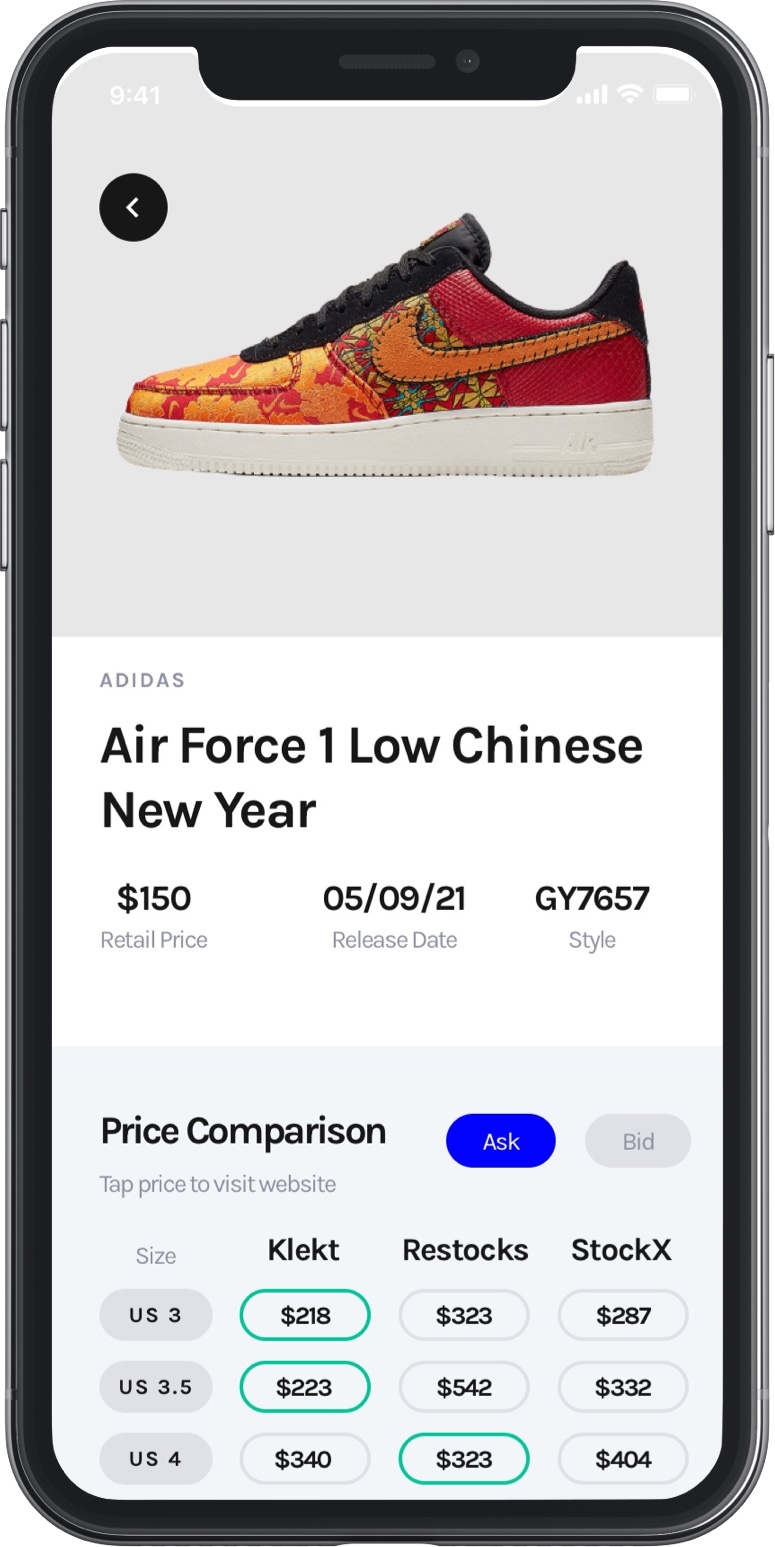 9:41
AIR
ADIDAS
Air Force 1 Low Chinese
New Year
$150 05/09/21 GY7657
Retail Price Release Date Style
Price Comparison Ask Bid
Tap price to visit website
Size Klekt Restocks StockX
US 3 $218 $323 $287
US 3.5 $223 $542 $332
US 4 $340 $323 $404